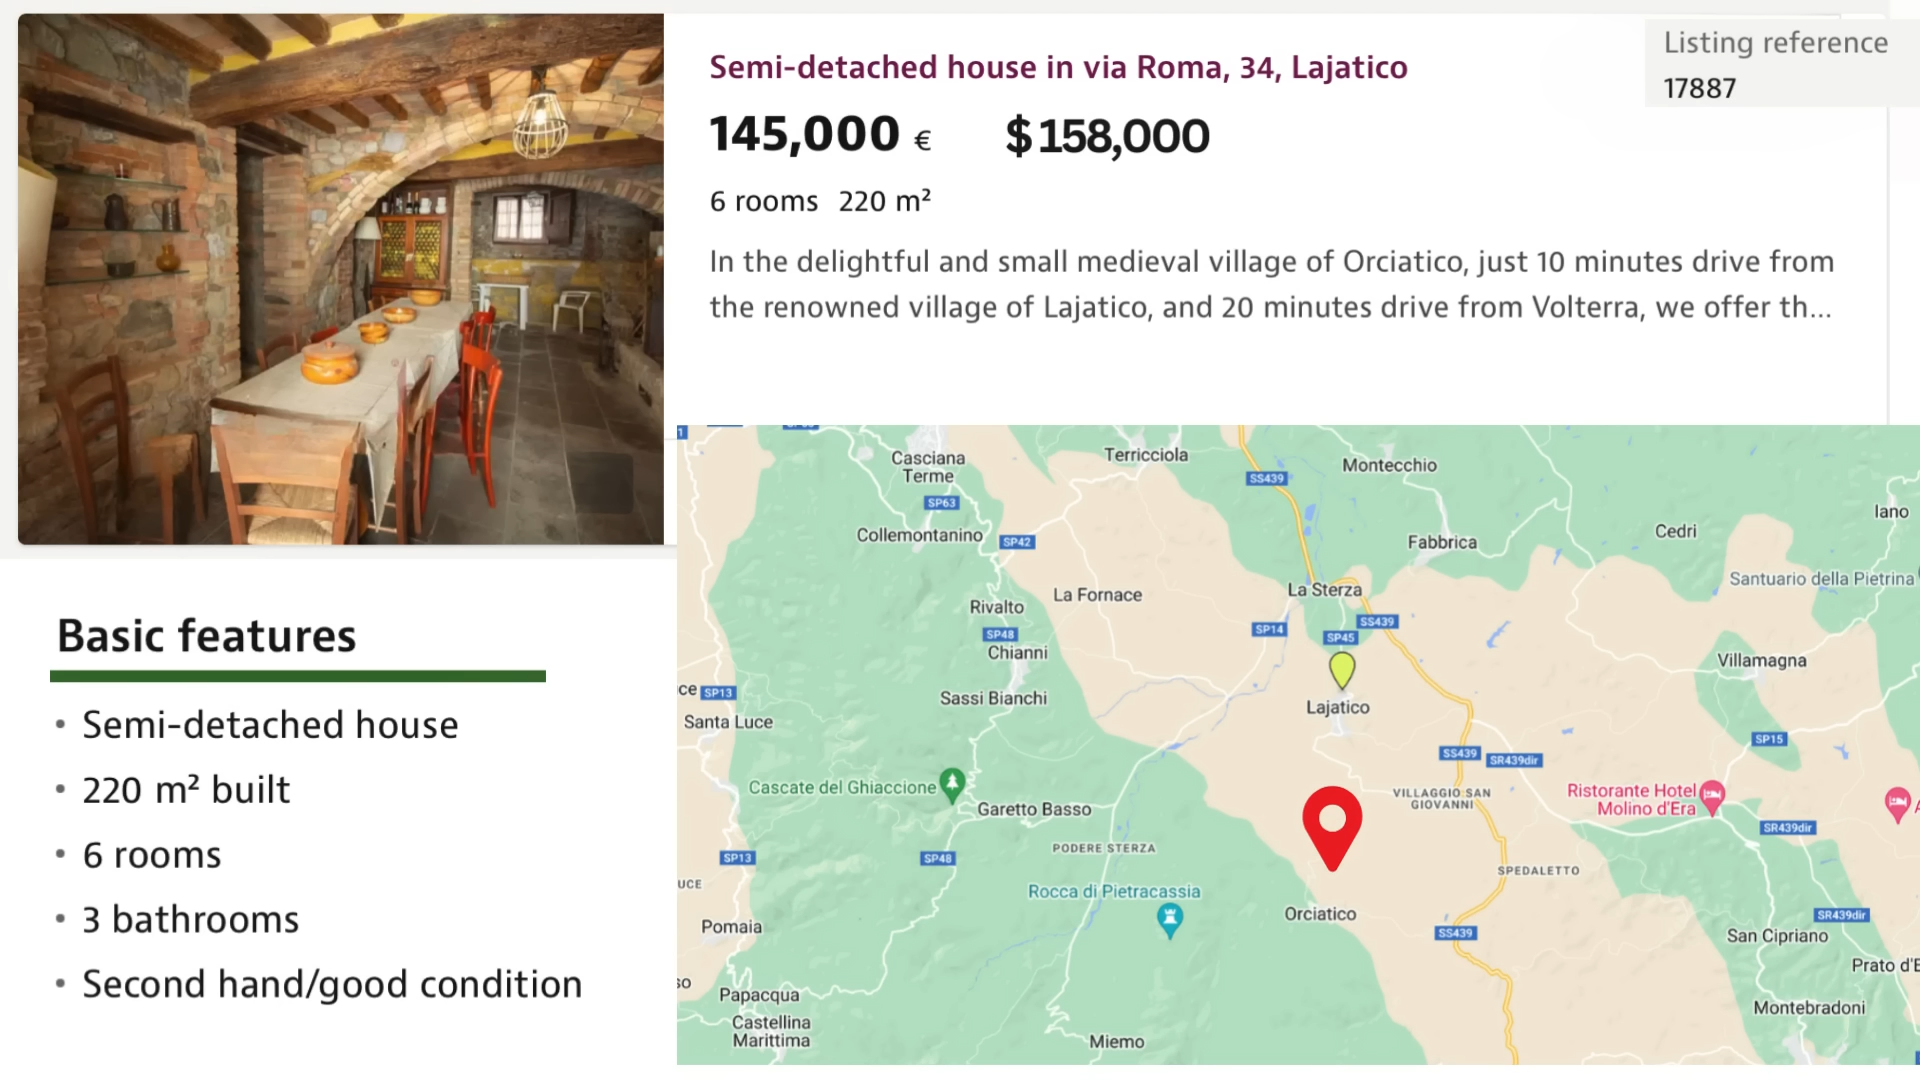 Semi-detached house in via Roma, 34, Lajatico
Listing reference
17887
145,000 €
$158,000
6 rooms 220 m²
In the delightful and small medieval village of Orciatico, just 10 minutes drive from
the renowned village of Lajatico, and 20 minutes drive from Volterra, we offer th...
Basic features
• Semi-detached house
• 220 m² built
• 6 rooms
• 3 bathrooms
• Second hand/good condition
Casciana
Terme
Terricciola
SS439
Montecchio
SP63
Iano
Collemontanino
SP42
Fabbrica
Cedri
Santuario della Pietrina
La Fornace
La Sterza
Rivalto
SP14
SS439
SP48
SP45
Chianni
Villamagna
ce
SP13
Sassi Bianchi
Lajatico
Santa Luce
SP15
SS439
SR439dir
Cascate del Ghiaccione
Garetto Basso
VILLAGGIO SAN
GIOVANNI
Ristorante Hotel
Molino d'Era
SR439dir
PODERE STERZA
SP13
SP48
SPEDALETTO
UCE
Rocca di Pietracassia
Orciatico
SR439dir
Pomaia
SS439
San Cipriano
Prato d'E
so
Papacqua
Montebradoni
Castellina
Marittima
Miemo